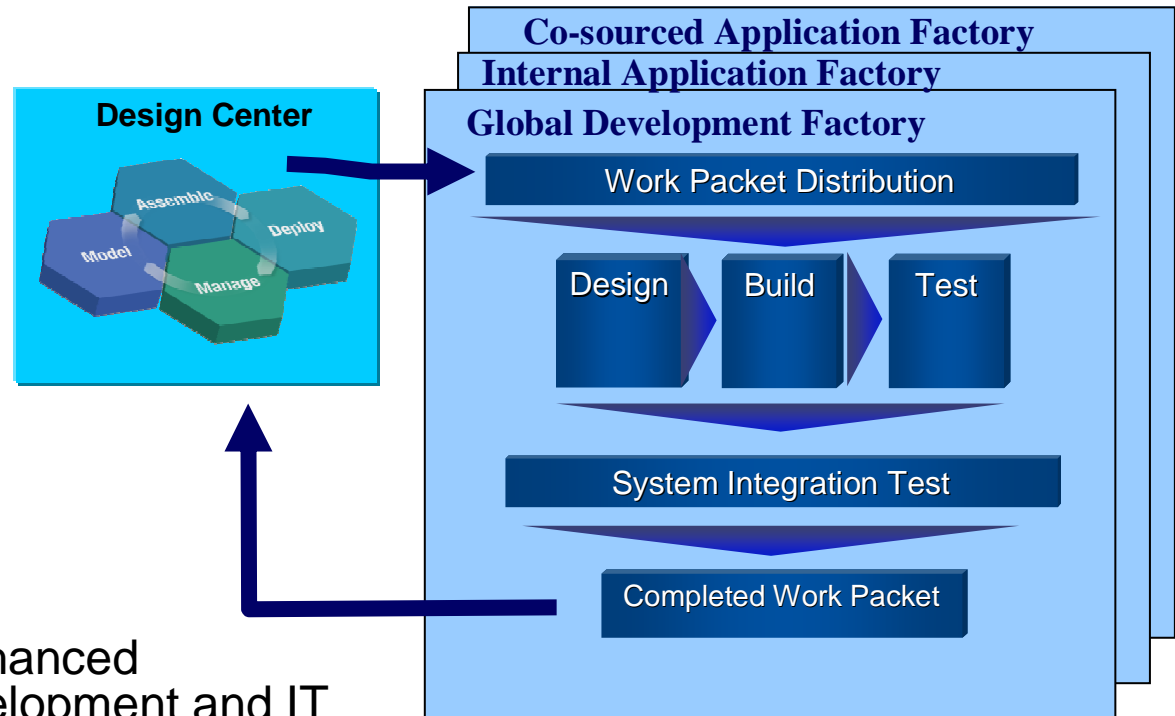 Co-sourced Application Factory
Internal Application Factory
Global Development Factory
Design Center
Assemble
Deploy
Model
Manage
Work Packet Distribution
Design
Build
Test
System Integration Test
Completed Work Packet
hanced
elopment and IT